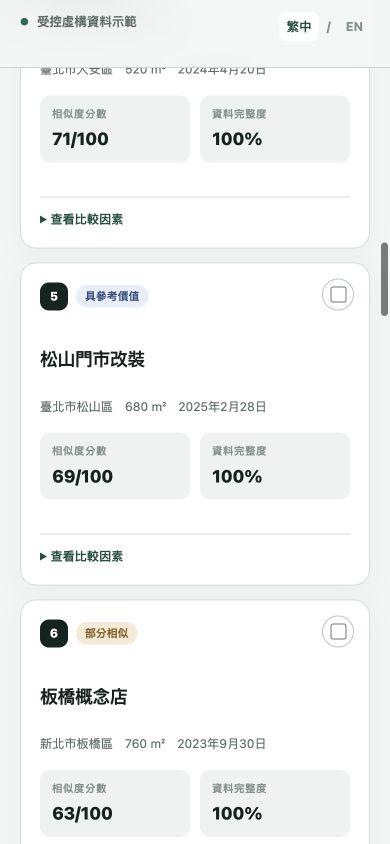 受控虛構資料示範
繁中 / EN
臺北市大安區 520 m² 2024年4月20日
相似度分數 資料完整度
71/100 100%
查看比較因素
5 具參考價值
松山門市改裝
臺北市松山區 680 m² 2025年2月28日
相似度分數 資料完整度
69/100 100%
查看比較因素
6 部分相似
板橋概念店
新北市板橋區 760 m² 2023年9月30日
相似度分數 資料完整度
63/100 100%